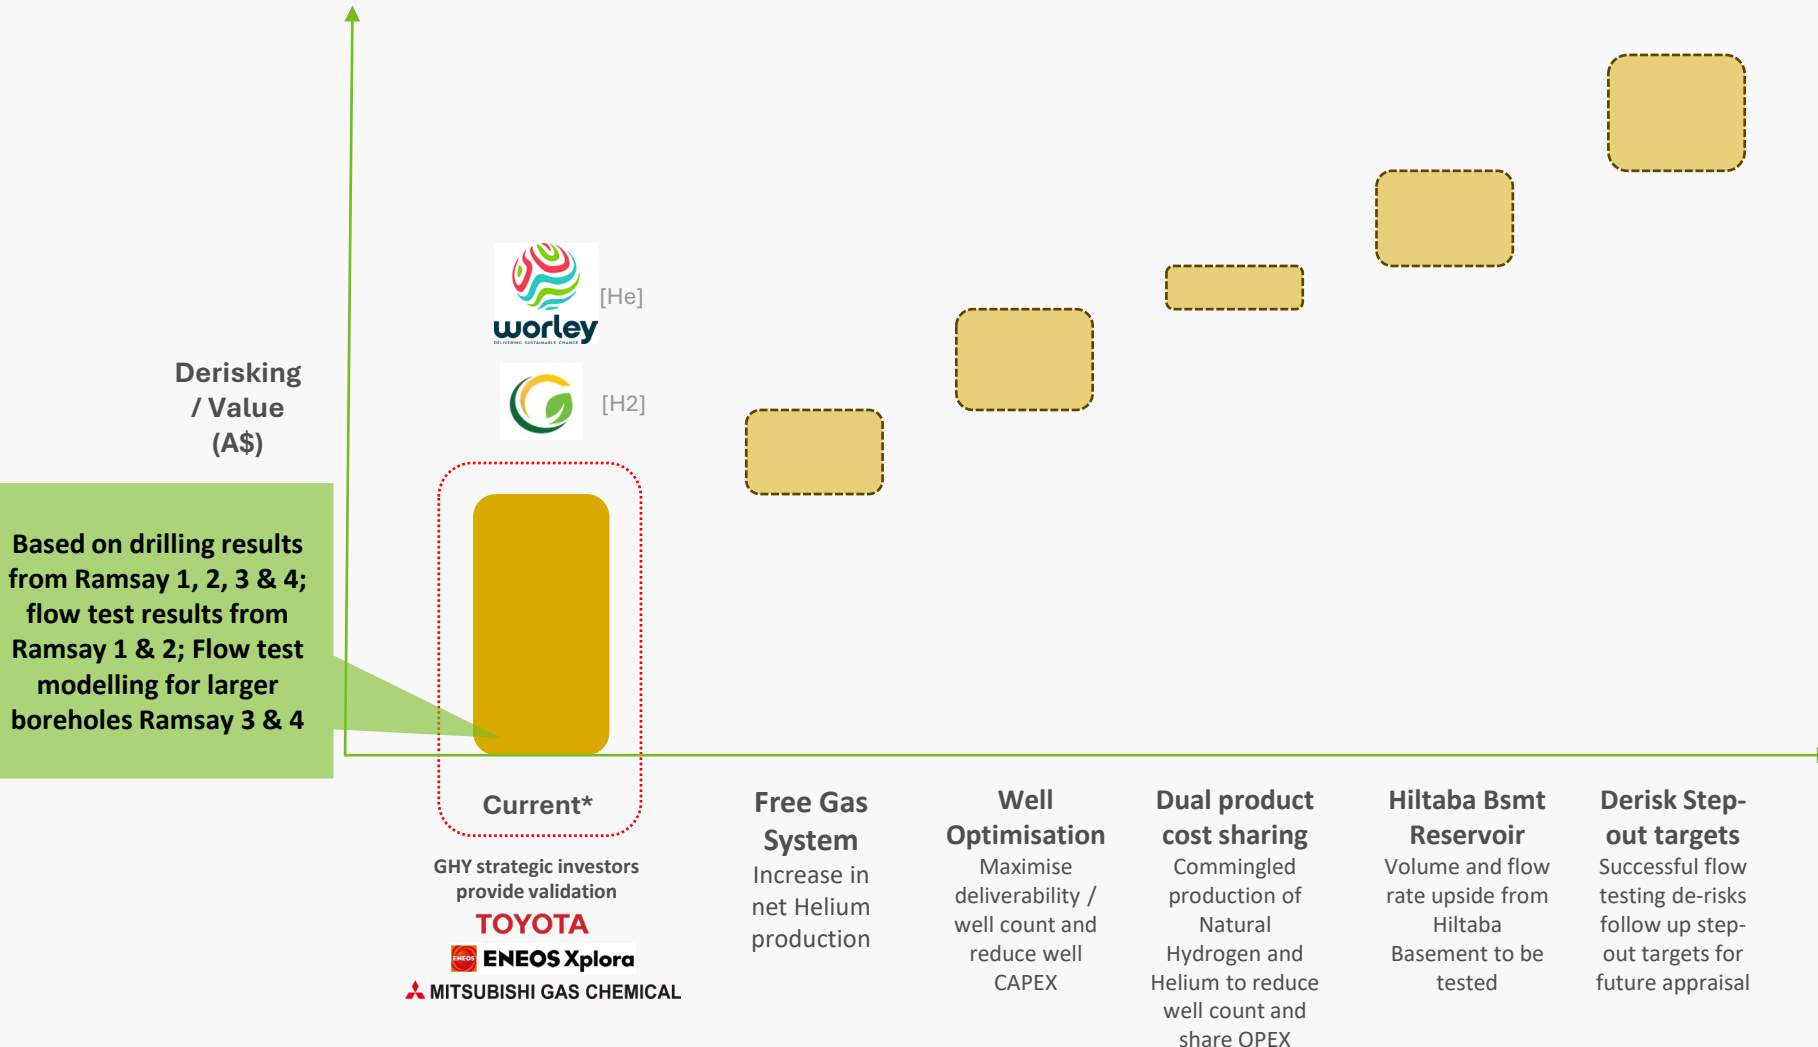 [He]
worley
DELIVERING SUSTAINABLE CHANGE
[H2]
Derisking
/ Value
(A$)
Based on drilling results
from Ramsay 1, 2, 3 & 4;
flow test results from
Ramsay 1 & 2; Flow test
modelling for larger
boreholes Ramsay 3 & 4
Current*
GHY strategic investors
provide validation
TOYOTA
ENEOS
ENEOS Xplora
MITSUBISHI GAS CHEMICAL
Free Gas
System
Increase in
net Helium
production
Well
Optimisation
Maximise
deliverability /
well count and
reduce well
CAPEX
Dual product
cost sharing
Commingled
production of
Natural
Hydrogen and
Helium to reduce
well count and
share OPEX
Hiltaba Bsmt
Reservoir
Volume and flow
rate upside from
Hiltaba
Basement to be
tested
Derisk Step-
out targets
Successful flow
testing de-risks
follow up step-
out targets for
future appraisal